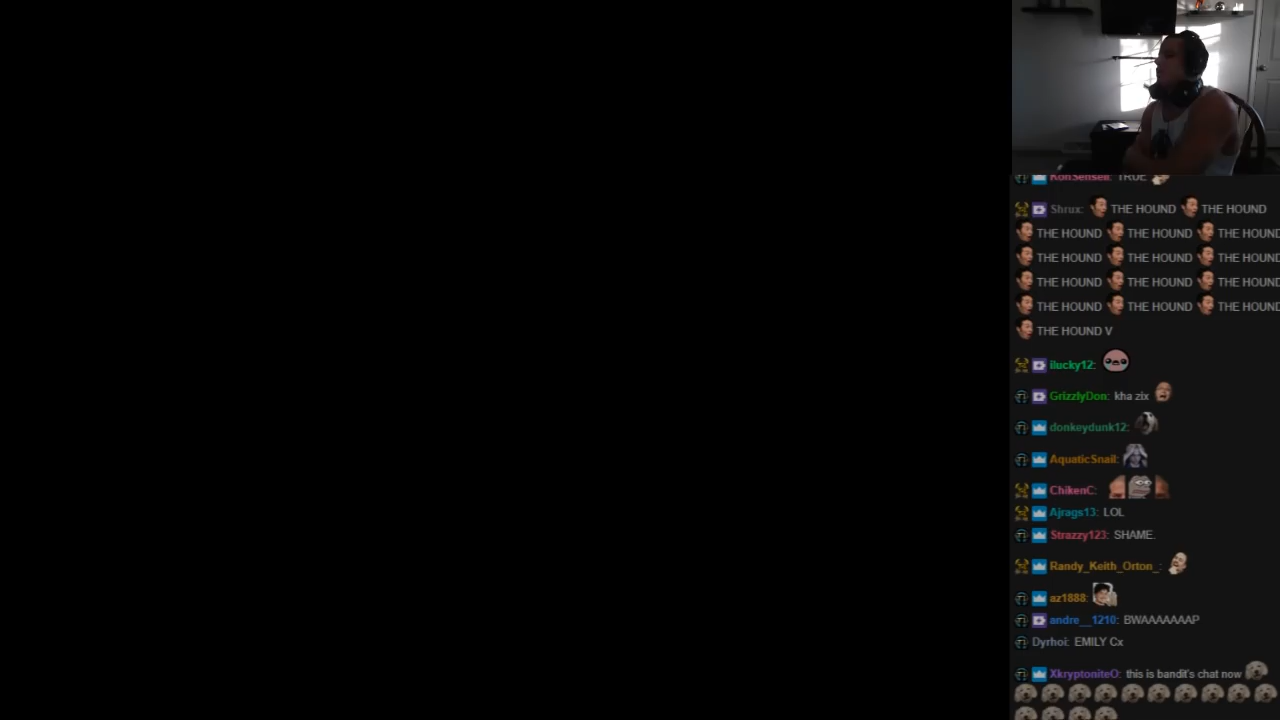 KonSensei: TRUE
Shrux: THE HOUND THE HOUND
THE HOUND THE HOUND THE HOUND
THE HOUND THE HOUND THE HOUND
THE HOUND THE HOUND THE HOUND
THE HOUND THE HOUND THE HOUND
THE HOUND V
ilucky12:
GrizzlyDon: kha zix
donkeydunk12:
AquaticSnail:
ChikenC:
Ajrags13: LOL
Strazzy123: SHAME.
Randy_Keith_Orton_:
az1888:
andre__1210: BWAAAAAAAP
Dyrhoi: EMILY Cx
XkryptoniteO: this is bandit's chat now